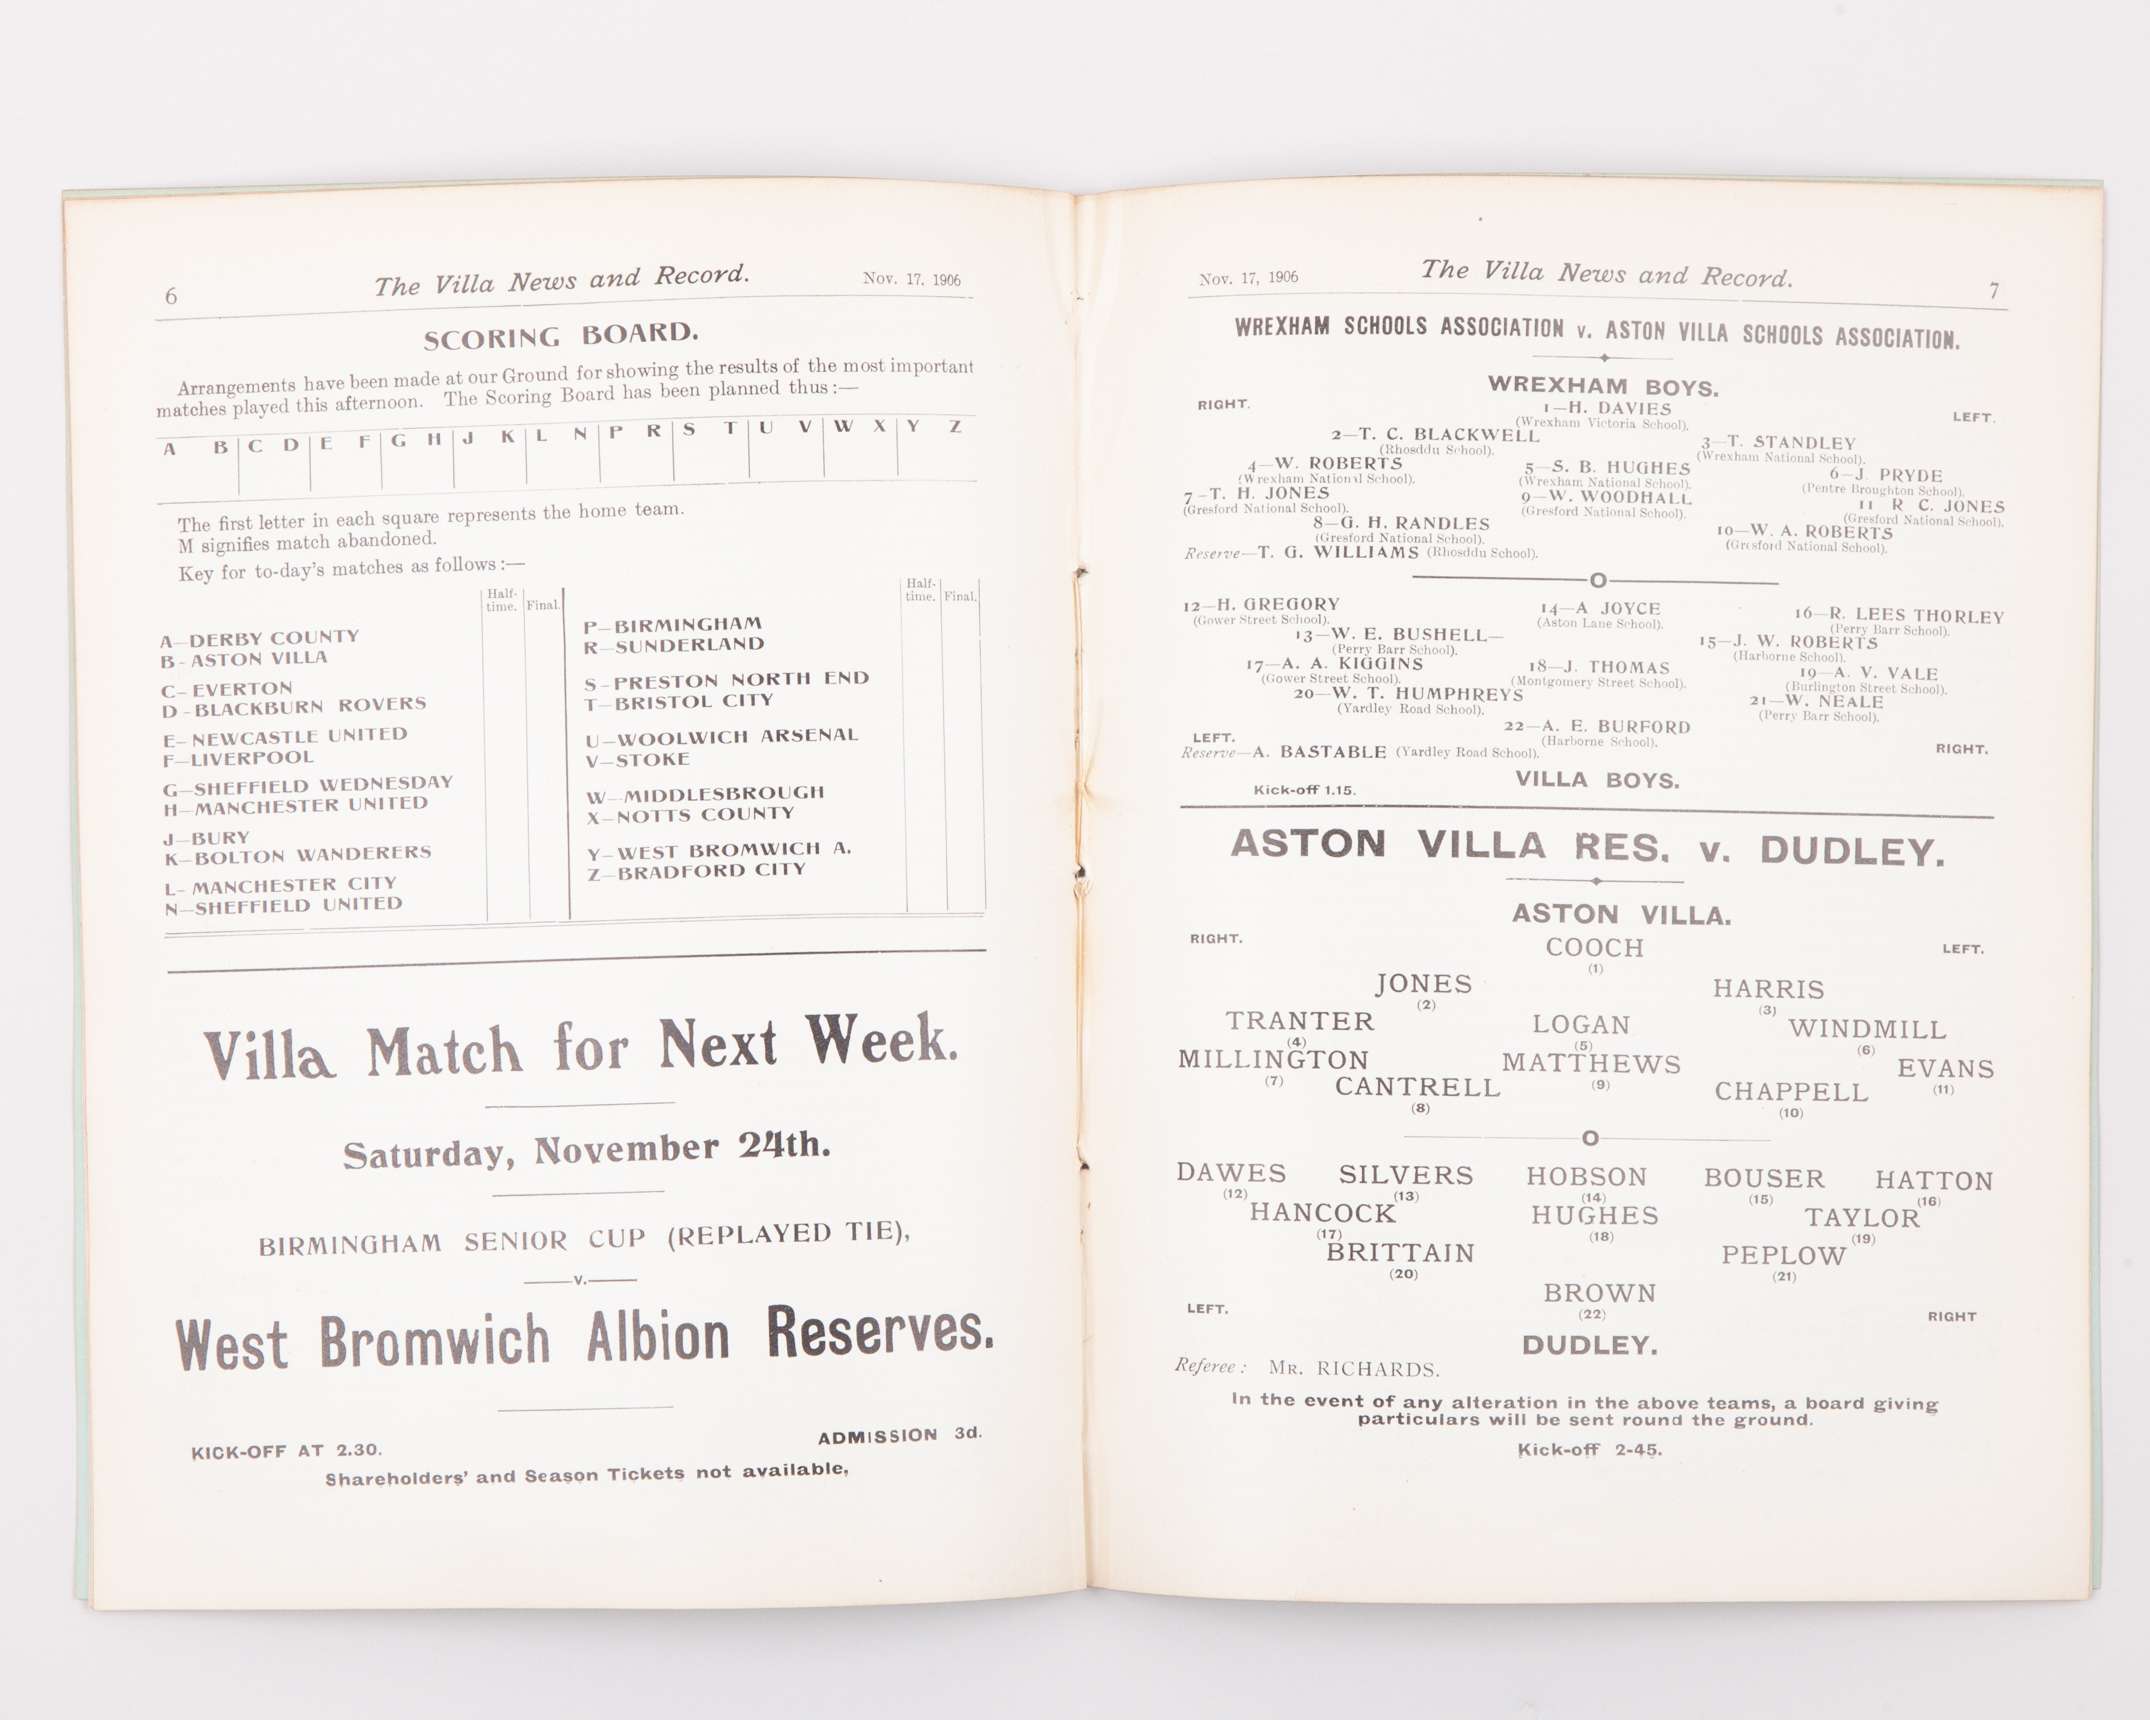 6 The Villa News and Record. Nov. 17. 1906
SCORING BOARD.
Arrangements have been made at our Ground for showing the results of the most important
matches played this afternoon. The Scoring Board has been planned thus :—
A B C D E F G H J K L N P R S T U V W X Y Z
The first letter in each square represents the home team.
M signifies match abandoned.
Key for to-day's matches as follows :—
Half-time. Final.
A—DERBY COUNTY
B-ASTON VILLA
C-EVERTON
D-BLACKBURN ROVERS
E-NEWCASTLE UNITED
F—LIVERPOOL
G—SHEFFIELD WEDNESDAY
H—MANCHESTER UNITED
J—BURY
K—BOLTON WANDERERS
L-MANCHESTER CITY
N—SHEFFIELD UNITED
Half-time. Final.
P—BIRMINGHAM
R—SUNDERLAND
S-PRESTON NORTH END
T—BRISTOL CITY
U—WOOLWICH ARSENAL
V—STOKE
W—MIDDLESBROUGH
X—NOTTS COUNTY
Y—WEST BROMWICH A.
Z—BRADFORD CITY
Villa Match for Next Week.
Saturday, November 24th.
BIRMINGHAM SENIOR CUP (REPLAYED TIE),
v.
West Bromwich Albion Reserves.
KICK-OFF AT 2.30. ADMISSION 3d.
Shareholders' and Season Tickets not available,
Nov. 17, 1906 The Villa News and Record. 7
WREXHAM SCHOOLS ASSOCIATION v. ASTON VILLA SCHOOLS ASSOCIATION.
WREXHAM BOYS.
RIGHT. 1—H. DAVIES LEFT.
(Wrexham Victoria School).
2—T. C. BLACKWELL 3—T. STANDLEY
(Rhosddu School). (Wrexham National School).
4—W. ROBERTS 5—S. B. HUGHES 6—J. PRYDE
(Wrexham National School). (Wrexham National School). (Pentre Broughton School).
7—T. H. JONES 9—W. WOODHALL 11 R C. JONES
(Gresford National School). (Gresford National School). (Gresford National School).
8—G. H. RANDLES 10—W. A. ROBERTS
(Gresford National School). (Gresford National School).
Reserve—T. G. WILLIAMS (Rhosddu School).
O
12—H. GREGORY 14—A JOYCE 16—R. LEES THORLEY
(Gower Street School). (Aston Lane School). (Perry Barr School).
13—W. E. BUSHELL— 15—J. W. ROBERTS
(Perry Barr School). (Harborne School).
17—A. A. KIGGINS 18—J. THOMAS 19—A. V. VALE
(Gower Street School). (Montgomery Street School). (Burlington Street School).
20—W. T. HUMPHREYS 21—W. NEALE
(Yardley Road School). (Perry Barr School).
22—A. E. BURFORD
LEFT. (Harborne School). RIGHT.
Reserve—A. BASTABLE (Yardley Road School).
VILLA BOYS.
Kick-off 1.15.
ASTON VILLA RES. v. DUDLEY.
ASTON VILLA.
RIGHT. COOCH LEFT.
(1)
JONES HARRIS
(2) (3)
TRANTER LOGAN WINDMILL
(4) (5) (6)
MILLINGTON MATTHEWS EVANS
(7) (9) (11)
CANTRELL CHAPPELL
(8) (10)
O
DAWES SILVERS HOBSON BOUSER HATTON
(12) (13) (14) (15) (16)
HANCOCK HUGHES TAYLOR
(17) (18) (19)
BRITTAIN PEPLOW
(20) (21)
BROWN
(22)
LEFT. RIGHT
DUDLEY.
Referee : MR. RICHARDS.
In the event of any alteration in the above teams, a board giving
particulars will be sent round the ground.
Kick-off 2-45.